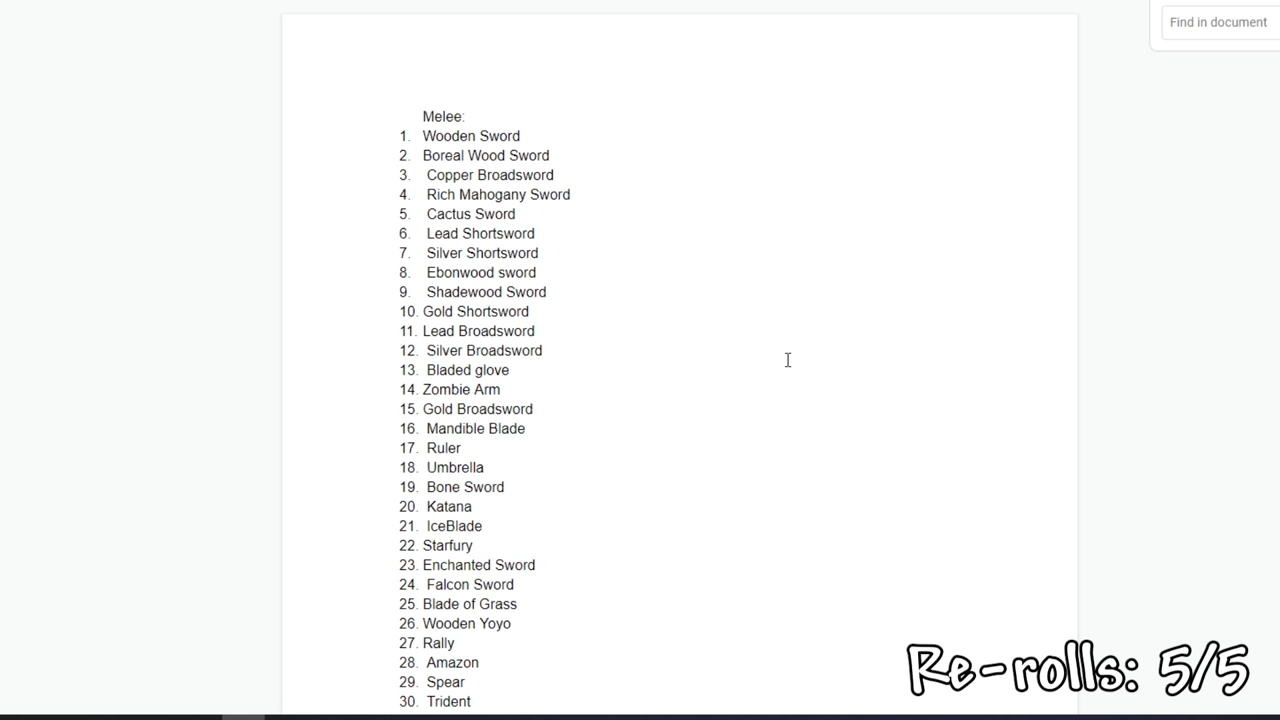 Find in document
Melee:
1. Wooden Sword
2. Boreal Wood Sword
3. Copper Broadsword
4. Rich Mahogany Sword
5. Cactus Sword
6. Lead Shortsword
7. Silver Shortsword
8. Ebonwood sword
9. Shadewood Sword
10. Gold Shortsword
11. Lead Broadsword
12. Silver Broadsword
13. Bladed glove
14. Zombie Arm
15. Gold Broadsword
16. Mandible Blade
17. Ruler
18. Umbrella
19. Bone Sword
20. Katana
21. IceBlade
22. Starfury
23. Enchanted Sword
24. Falcon Sword
25. Blade of Grass
26. Wooden Yoyo
27. Rally
28. Amazon
29. Spear
30. Trident
Re-rolls: 5/5